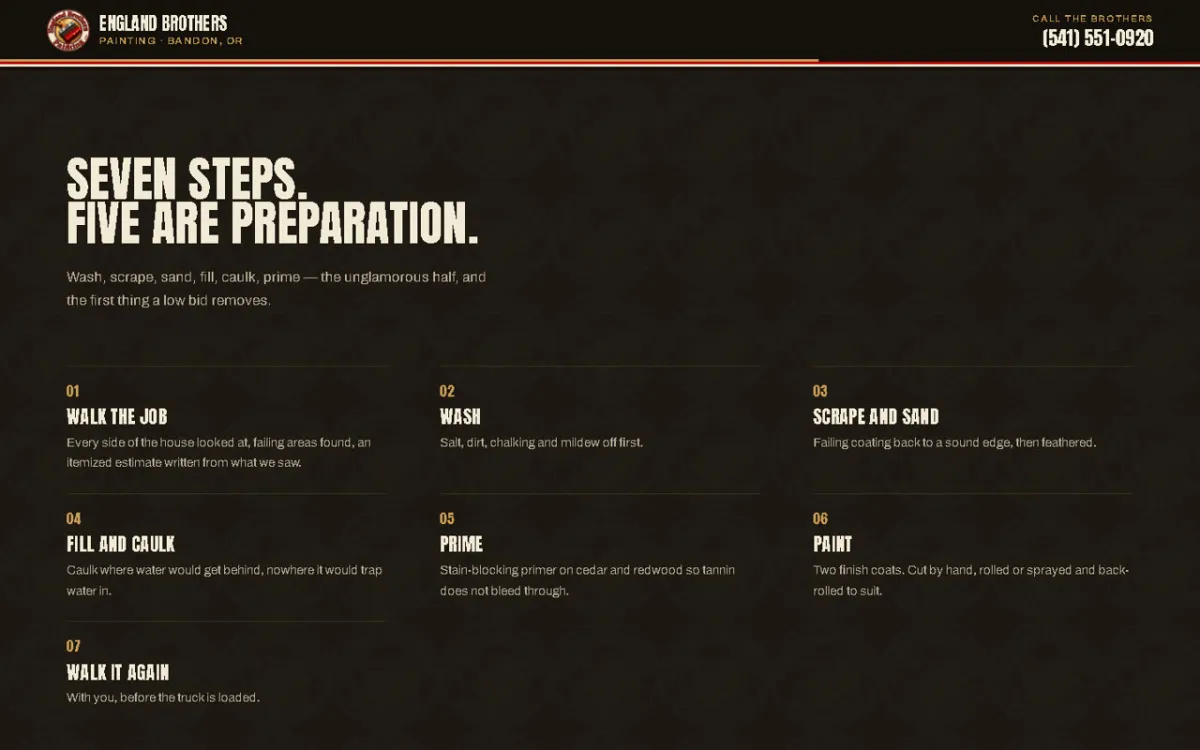 ENGLAND BROTHERS
PAINTING · BANDON, OR
CALL THE BROTHERS
(541) 551-0920
SEVEN STEPS.
FIVE ARE PREPARATION.
Wash, scrape, sand, fill, caulk, prime — the unglamorous half, and
the first thing a low bid removes.
01
WALK THE JOB
Every side of the house looked at, failing areas found, an
itemized estimate written from what we saw.
02
WASH
Salt, dirt, chalking and mildew off first.
03
SCRAPE AND SAND
Failing coating back to a sound edge, then feathered.
04
FILL AND CAULK
Caulk where water would get behind, nowhere it would trap
water in.
05
PRIME
Stain-blocking primer on cedar and redwood so tannin
does not bleed through.
06
PAINT
Two finish coats. Cut by hand, rolled or sprayed and back-
rolled to suit.
07
WALK IT AGAIN
With you, before the truck is loaded.